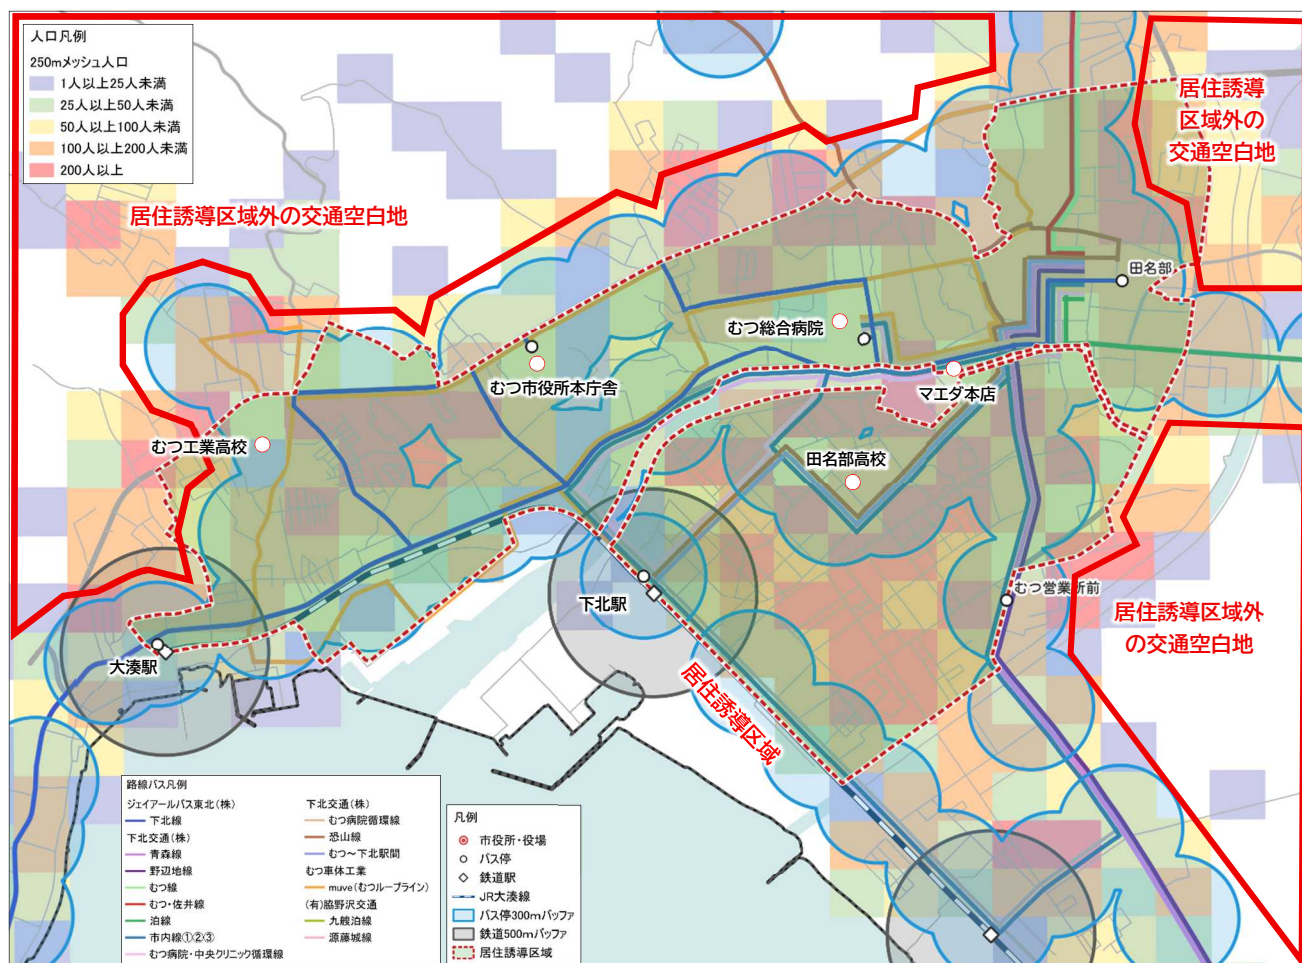 人口凡例
250mメッシュ人口
1人以上25人未満
25人以上50人未満
50人以上100人未満
100人以上200人未満
200人以上
居住誘導
区域外の
交通空白地
居住誘導区域外の交通空白地
田名部
むつ総合病院
むつ市役所本庁舎
マエダ本店
むつ工業高校
田名部高校
むつ営業所前
下北駅
居住誘導区域外
の交通空白地
大湊駅
居住誘導区域
路線バス凡例
ジェイアールバス東北(株)
下北線
下北交通(株)
青森線
野辺地線
むつ線
むつ・佐井線
泊線
市内線①②③
むつ病院・中央クリニック循環線
下北交通(株)
むつ病院循環線
恐山線
むつ～下北駅間
むつ車体工業
muve(むつループライン)
(有)脇野沢交通
九艘泊線
源藤城線
凡例
市役所・役場
バス停
鉄道駅
JR大湊線
バス停300mバッファ
鉄道500mバッファ
居住誘導区域